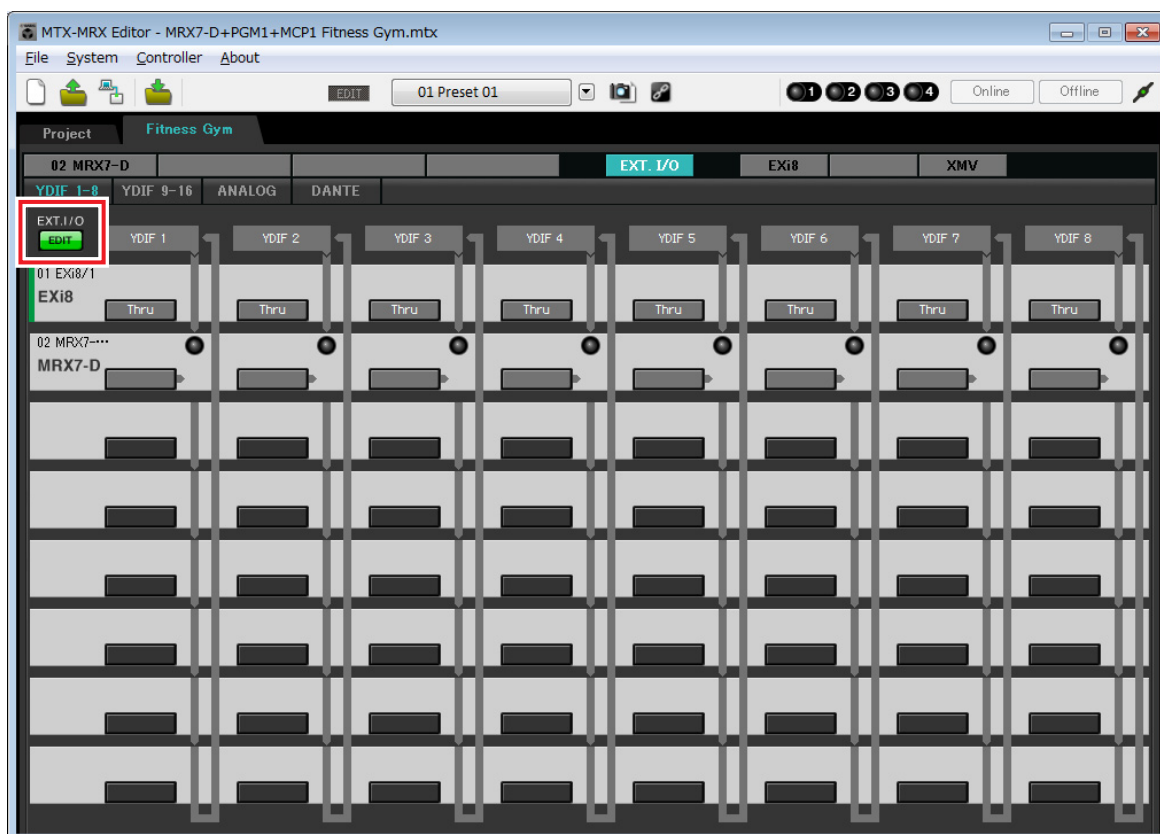 MTX-MRX Editor - MRX7-D+PGM1+MCP1 Fitness Gym.mtx
File System Controller About
EDIT 01 Preset 01 1 2 3 4 Online Offline
Project Fitness Gym
02 MRX7-D EXT. I/O EXi8 XMV
YDIF 1-8 YDIF 9-16 ANALOG DANTE
EXT.I/O
EDIT YDIF 1 YDIF 2 YDIF 3 YDIF 4 YDIF 5 YDIF 6 YDIF 7 YDIF 8
01 EXi8/1
EXi8
Thru Thru Thru Thru Thru Thru Thru Thru
02 MRX7-···
MRX7-D